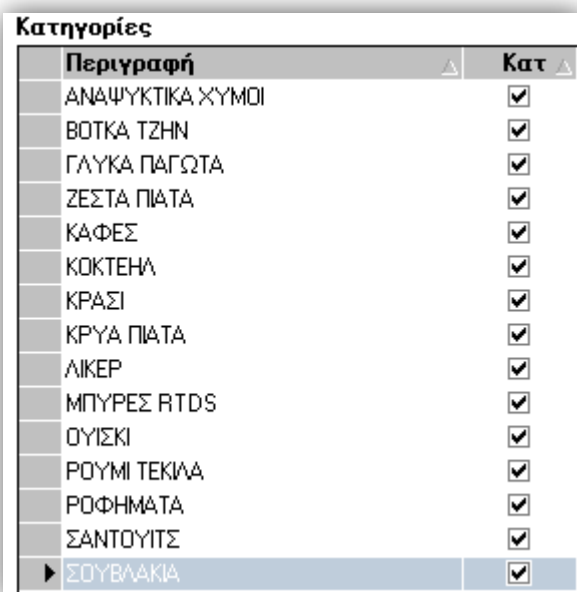 Κατηγορίες
Περιγραφή Κατ
ΑΝΑΨΥΚΤΙΚΑ ΧΥΜΟΙ
ΒΟΤΚΑ ΤΖΗΝ
ΓΛΥΚΑ ΠΑΓΩΤΑ
ΖΕΣΤΑ ΠΙΑΤΑ
ΚΑΦΕΣ
ΚΟΚΤΕΗΛ
ΚΡΑΣΙ
ΚΡΥΑ ΠΙΑΤΑ
ΛΙΚΕΡ
ΜΠΥΡΕΣ RTDS
ΟΥΙΣΚΙ
ΡΟΥΜΙ ΤΕΚΙΛΑ
ΡΟΦΗΜΑΤΑ
ΣΑΝΤΟΥΙΤΣ
ΣΟΥΒΛΑΚΙΑ